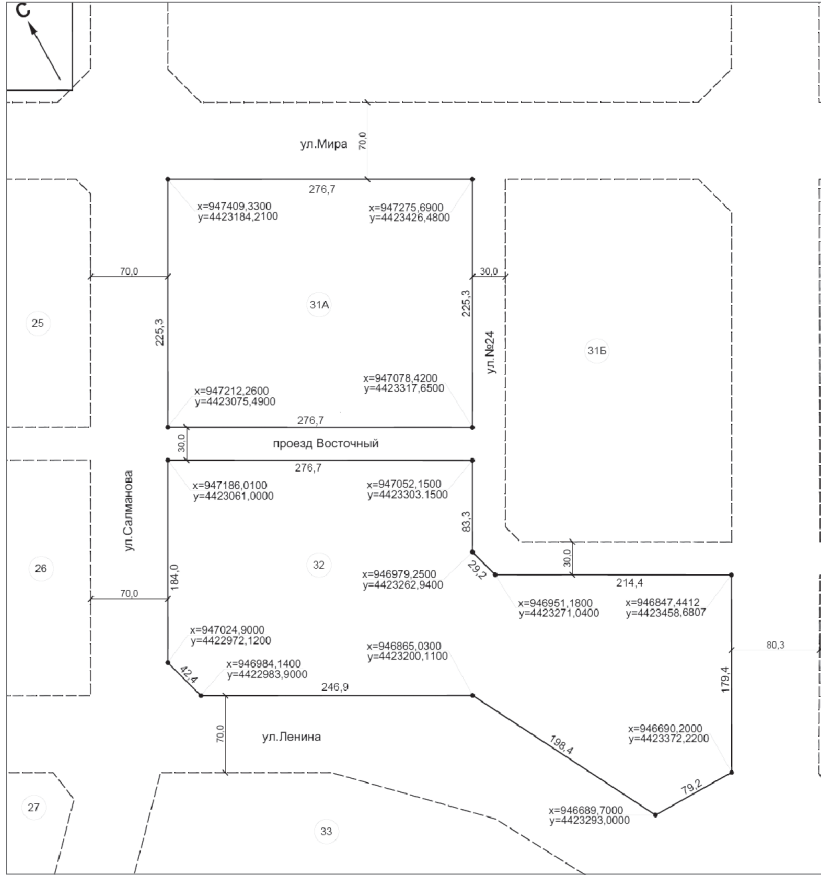 С
ул.Мира
70,0
276,7
x=947409,3300
y=4423184,2100
x=947275,6900
y=4423426,4800
70,0
30,0
25
31А
225,3
225,3
ул.№24
31Б
x=947212,2600
y=4423075,4900
x=947078,4200
y=4423317,6500
276,7
30,0
проезд Восточный
276,7
ул.Салманова
x=947186,0100
y=4423061,0000
x=947052,1500
y=4423303.1500
83,3
26
32
184,0
29,2
30,0
214,4
x=946979,2500
y=4423262,9400
70,0
x=946951,1800
y=4423271,0400
x=946847,4412
y=4423458,6807
x=947024,9000
y=4422972,1200
x=946865,0300
y=4423200,1100
80,3
42,4
x=946984,1400
y=4422983,9000
246,9
179,4
70,0
ул.Ленина
x=946690,2000
y=4423372,2200
198,4
79,2
27
33
x=946689,7000
y=4423293,0000